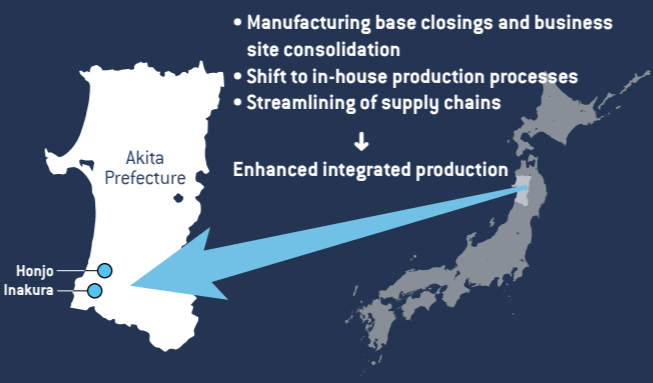 • Manufacturing base closings and business
site consolidation
• Shift to in-house production processes
• Streamlining of supply chains
↓
Enhanced integrated production
Akita
Prefecture
Honjo
Inakura